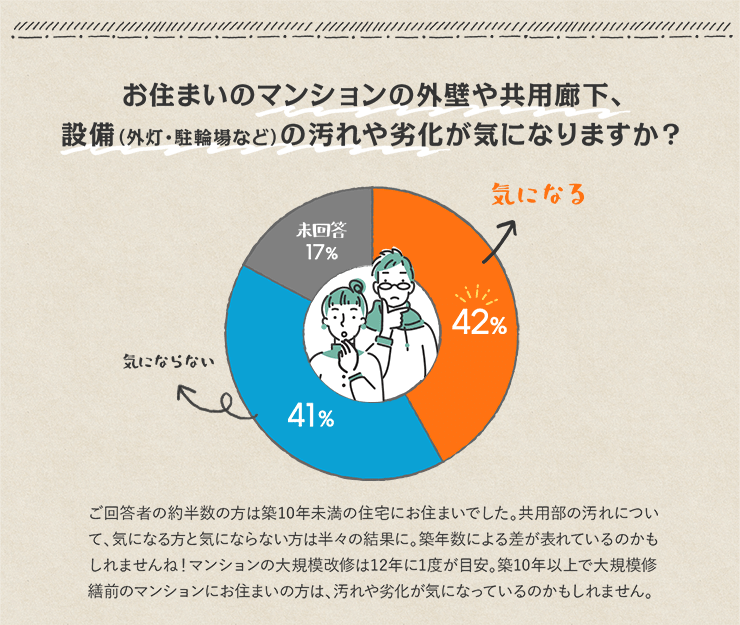 お住まいのマンションの外壁や共用廊下、
設備(外灯・駐輪場など)の汚れや劣化が気になりますか？
気になる
未回答
17%
42%
気にならない
41%
ご回答者の約半数の方は築10年未満の住宅にお住まいでした。共用部の汚れについ
て、気になる方と気にならない方は半々の結果に。築年数による差が表れているのかも
しれませんね！マンションの大規模改修は12年に1度が目安。築10年以上で大規模修
繕前のマンションにお住まいの方は、汚れや劣化が気になっているのかもしれません。